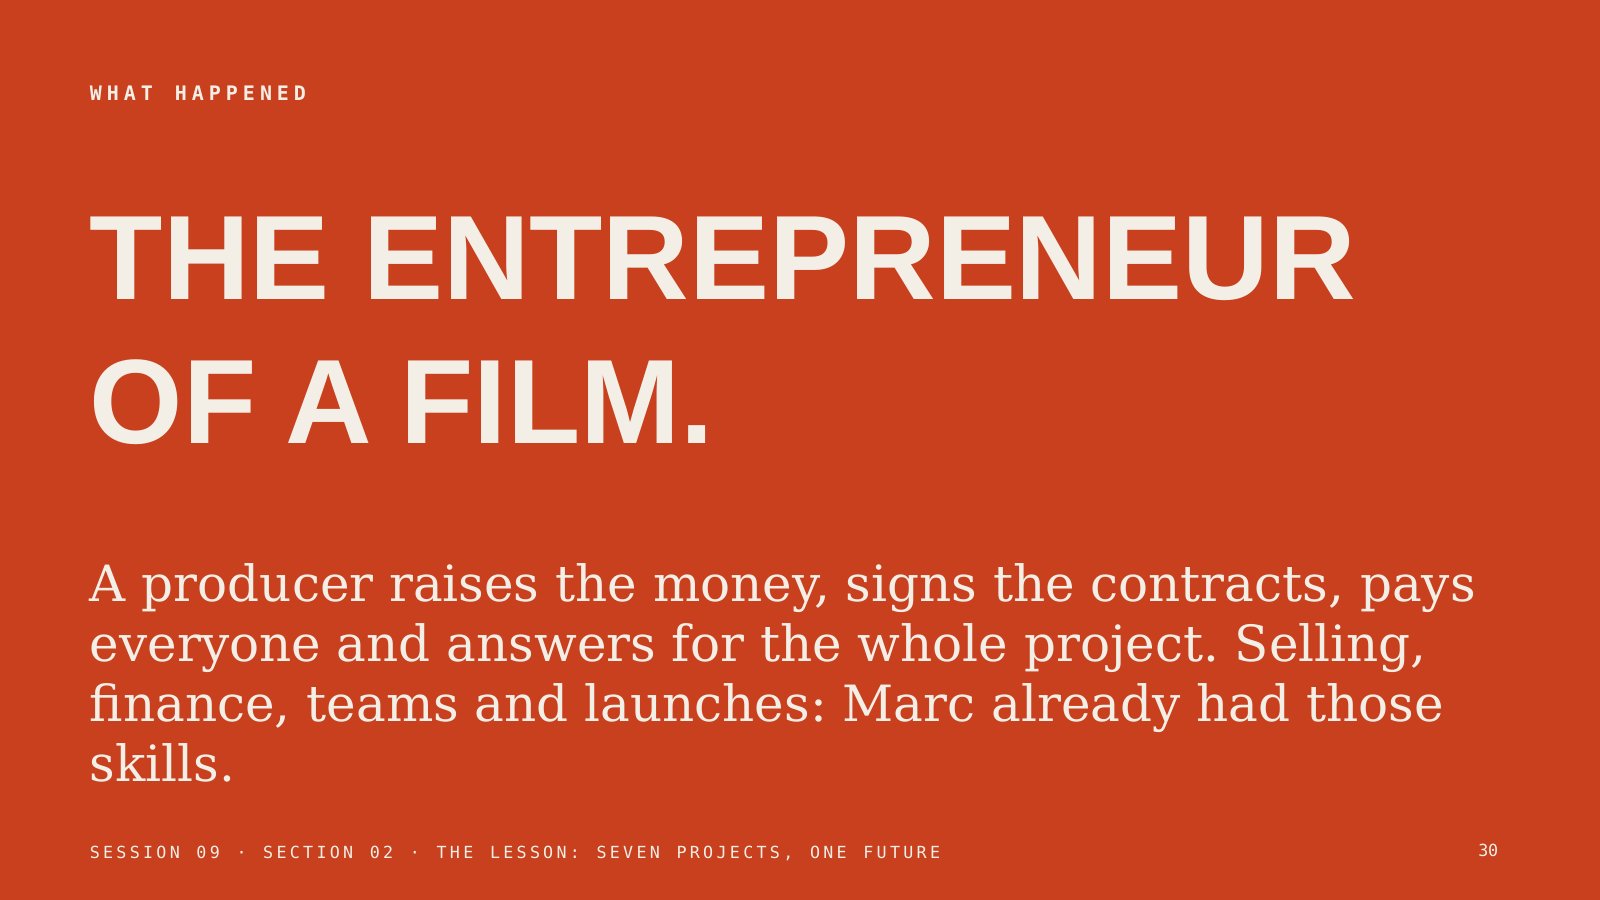 WHAT HAPPENED
THE ENTREPRENEUR
OF A FILM.
A producer raises the money, signs the contracts, pays
everyone and answers for the whole project. Selling,
finance, teams and launches: Marc already had those
skills.
SESSION 09 · SECTION 02 · THE LESSON: SEVEN PROJECTS, ONE FUTURE
30